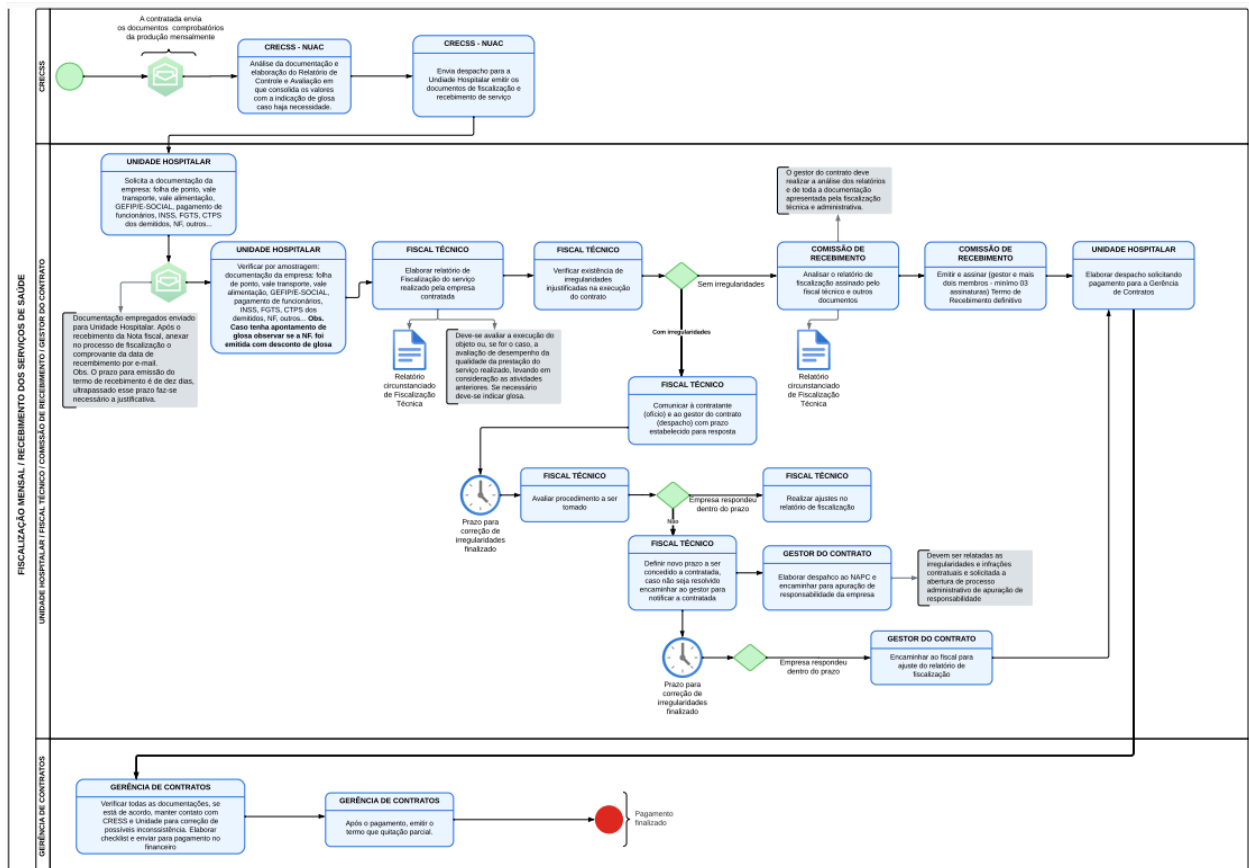 FISCALIZAÇÃO MENSAL / RECEBIMENTO DOS SERVIÇOS DE SAÚDE
CRECSS
A contratada envia
os documentos comprobatórios
da produção mensalmente
CRECSS - NUAC
Análise da documentação e
elaboração do Relatório de
Controle e Avaliação em
que consolida os valores
com a indicação de glosa
caso haja necessidade.
CRECSS - NUAC
Envia despacho para a
Undiade Hospitalar emitir os
documentos de fiscalização e
recebimento de serviço
UNIDADE HOSPITALAR / FISCAL TÉCNICO / COMISSÃO DE RECEBIMENTO / GESTOR DO CONTRATO
UNIDADE HOSPITALAR
Solicita a documentação da
empresa: folha de ponto, vale
transporte, vale alimentação,
GEFIP/E-SOCIAL, pagamento de
funcionários, INSS, FGTS, CTPS
dos demitidos, NF, outros...
Documentação empregados enviado
para Unidade Hospitalar. Após o
recebimento da Nota fiscal, anexar
no processo de fiscalização o
comprovante da data de
recembimento por e-mail.
Obs. O prazo para emissão do
termo de recebimento é de dez dias,
ultrapassado esse prazo faz-se
necessário a justificativa.
UNIDADE HOSPITALAR
Verificar por amostragem:
documentação da empresa: folha
de ponto, vale transporte, vale
alimentação, GEFIP/E-SOCIAL,
pagamento de funcionários,
INSS, FGTS, CTPS dos
demitidos, NF, outros... Obs.
Caso tenha apontamento de
glosa observar se a NF. foi
emitida com desconto de glosa
FISCAL TÉCNICO
Elaborar relatório de
Fiscalização do serviço
realizado pela empresa
contratada
Relatório
circunstanciado
de Fiscalização
Técnica
Deve-se avaliar a execução do
objeto ou, se for o caso, a
avaliação de desempenho da
qualidade da prestação do
serviço realizado, levando em
consideração as atividades
anteriores. Se necessário
deve-se indicar glosa.
FISCAL TÉCNICO
Verificar existência de
irregularidades
injustificadas na execução
do contrato
Sem irregularidades
Com irregularidades
O gestor do contrato deve
realizar a análise dos relatórios
e de toda a documentação
apresentada pela fiscalização
técnica e administrativa.
COMISSÃO DE
RECEBIMENTO
Analisar o relatório de
fiscalização assinado pelo
fiscal técnico e outros
documentos
Relatório
circunstanciado
de Fiscalização
Técnica
COMISSÃO DE
RECEBIMENTO
Emitir e assinar (gestor e mais
dois membros - mínimo 03
assinaturas) Termo de
Recebimento definitivo
UNIDADE HOSPITALAR
Elaborar despacho solicitando
pagamento para a Gerência
de Contratos
FISCAL TÉCNICO
Comunicar à contratante
(ofício) e ao gestor do contrato
(despacho) com prazo
estabelecido para resposta
Prazo para
correção de
irregularidades
finalizado
FISCAL TÉCNICO
Avaliar procedimento a ser
tomado
Empresa respondeu
dentro do prazo
Não
FISCAL TÉCNICO
Realizar ajustes no
relatório de fiscalização
FISCAL TÉCNICO
Definir novo prazo a ser
concedido a contratada,
caso não seja resolvido
encaminhar ao gestor para
notificar a contratada
GESTOR DO CONTRATO
Elaborar despahco ao NAPC e
encaminhar para apuração de
responsabilidade da empresa
Devem ser relatadas as
irregularidades e infrações
contratuais e solicitada a
abertura de processo
administrativo de apuração de
responsabilidade
Prazo para
correção de
irregularidades
finalizado
Empresa respondeu
dentro do prazo
GESTOR DO CONTRATO
Encaminhar ao fiscal para
ajuste do relatório de
fiscalização
GERÊNCIA DE CONTRATOS
GERÊNCIA DE CONTRATOS
Verificar todas as documentações, se
está de acordo, manter contato com
CRESS e Unidade para correção de
possíveis inconssistência. Elaborar
checklist e enviar para pagamento no
financeiro
GERÊNCIA DE CONTRATOS
Após o pagamento, emitir o
termo que quitação parcial.
Pagamento
finalizado